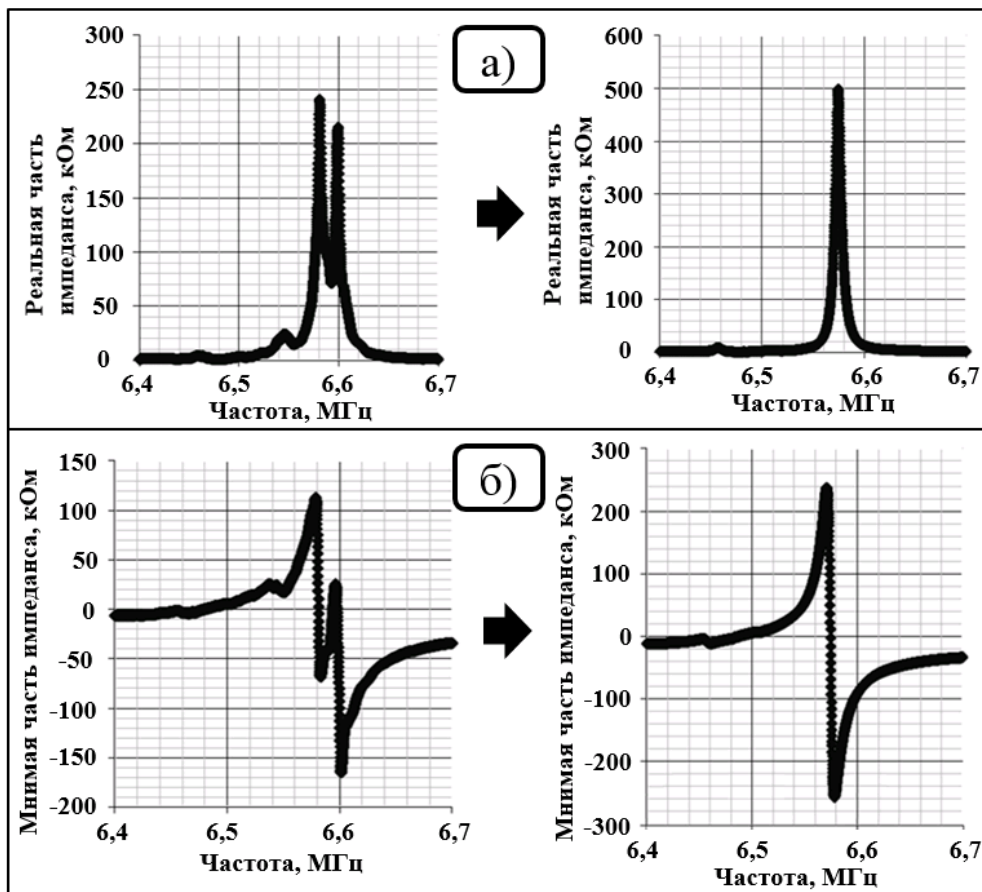 а)
Реальная часть
импеданса, кОм
300
250
200
150
100
50
0
6,4 6,5 6,6 6,7
Частота, МГц
Реальная часть
импеданса, кОм
600
500
400
300
200
100
0
6,4 6,5 6,6 6,7
Частота, МГц
б)
Мнимая часть импеданса, кОм
150
100
50
0
-50
-100
-150
-200
6,4 6,5 6,6 6,7
Частота, МГц
Мнимая часть импеданса, кОм
300
200
100
0
-100
-200
-300
6,4 6,5 6,6 6,7
Частота, МГц